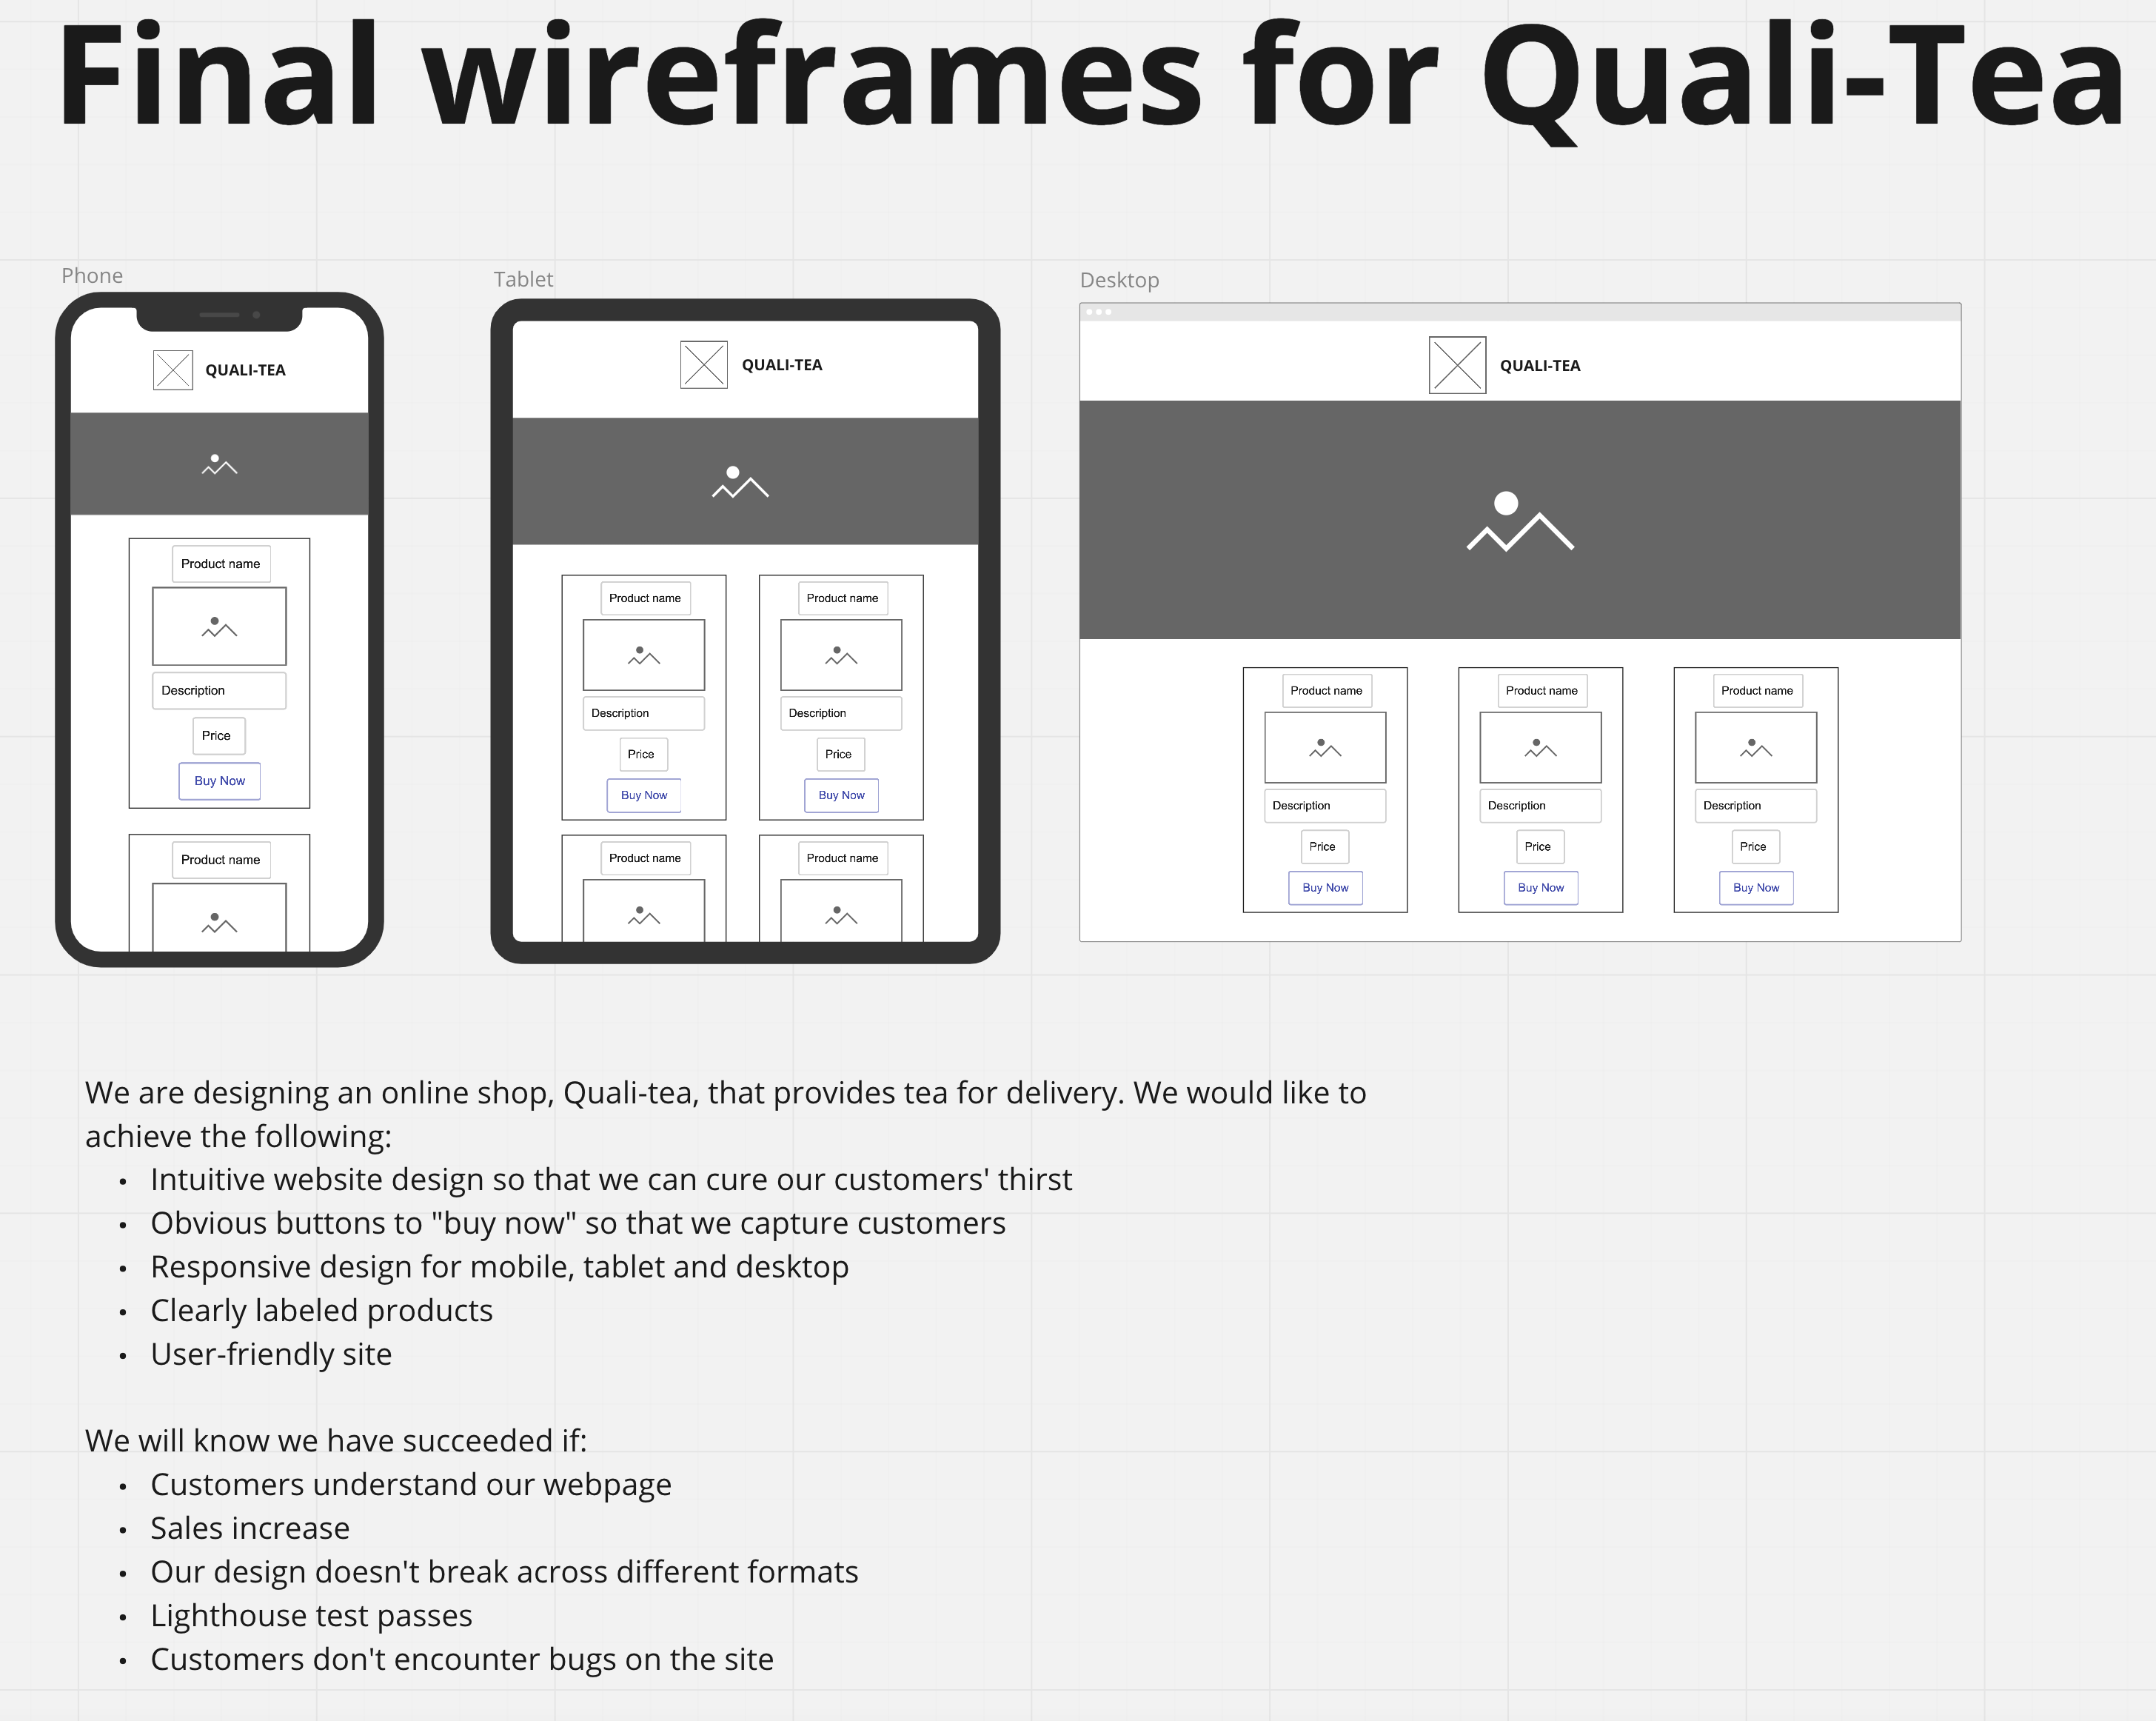 Final wireframes for Quali-Tea
Phone
QUALI-TEA
Product name
Description
Price
Buy Now
Product name
Tablet
QUALI-TEA
Product name Product name
Description Description
Price Price
Buy Now Buy Now
Product name Product name
Desktop
QUALI-TEA
Product name Product name Product name
Description Description Description
Price Price Price
Buy Now Buy Now Buy Now
We are designing an online shop, Quali-tea, that provides tea for delivery. We would like to
achieve the following:
• Intuitive website design so that we can cure our customers' thirst
• Obvious buttons to "buy now" so that we capture customers
• Responsive design for mobile, tablet and desktop
• Clearly labeled products
• User-friendly site
We will know we have succeeded if:
• Customers understand our webpage
• Sales increase
• Our design doesn't break across different formats
• Lighthouse test passes
• Customers don't encounter bugs on the site